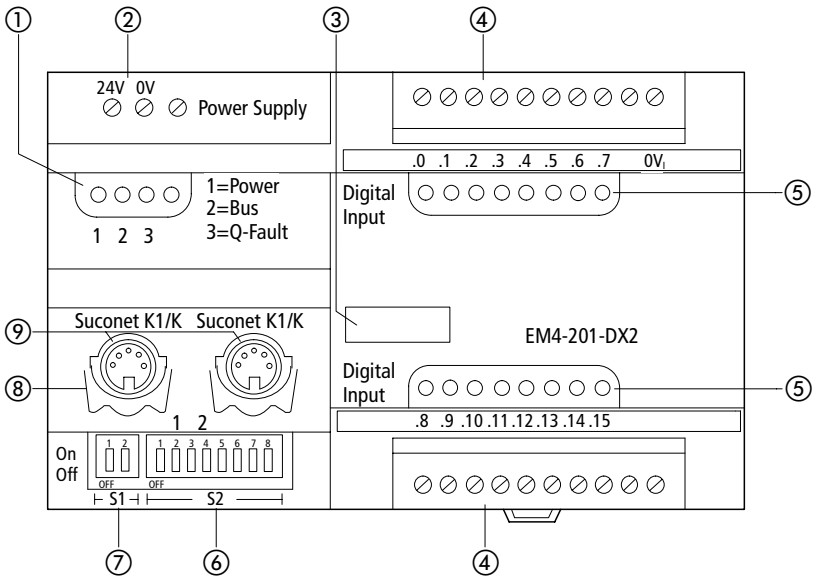 ① ② ③ ④
24V 0V
Power Supply
.0 .1 .2 .3 .4 .5 .6 .7 0VI
①
1 2 3
1=Power
2=Bus
3=Q-Fault
Digital
Input
⑤
⑨
Suconet K1/K Suconet K1/K
EM4-201-DX2
⑧
Digital
Input
⑤
1 2
.8 .9 .10 .11 .12 .13 .14 .15
On
Off
1 2
1 2 3 4 5 6 7 8
OFF OFF
S1 S2
⑦ ⑥ ④